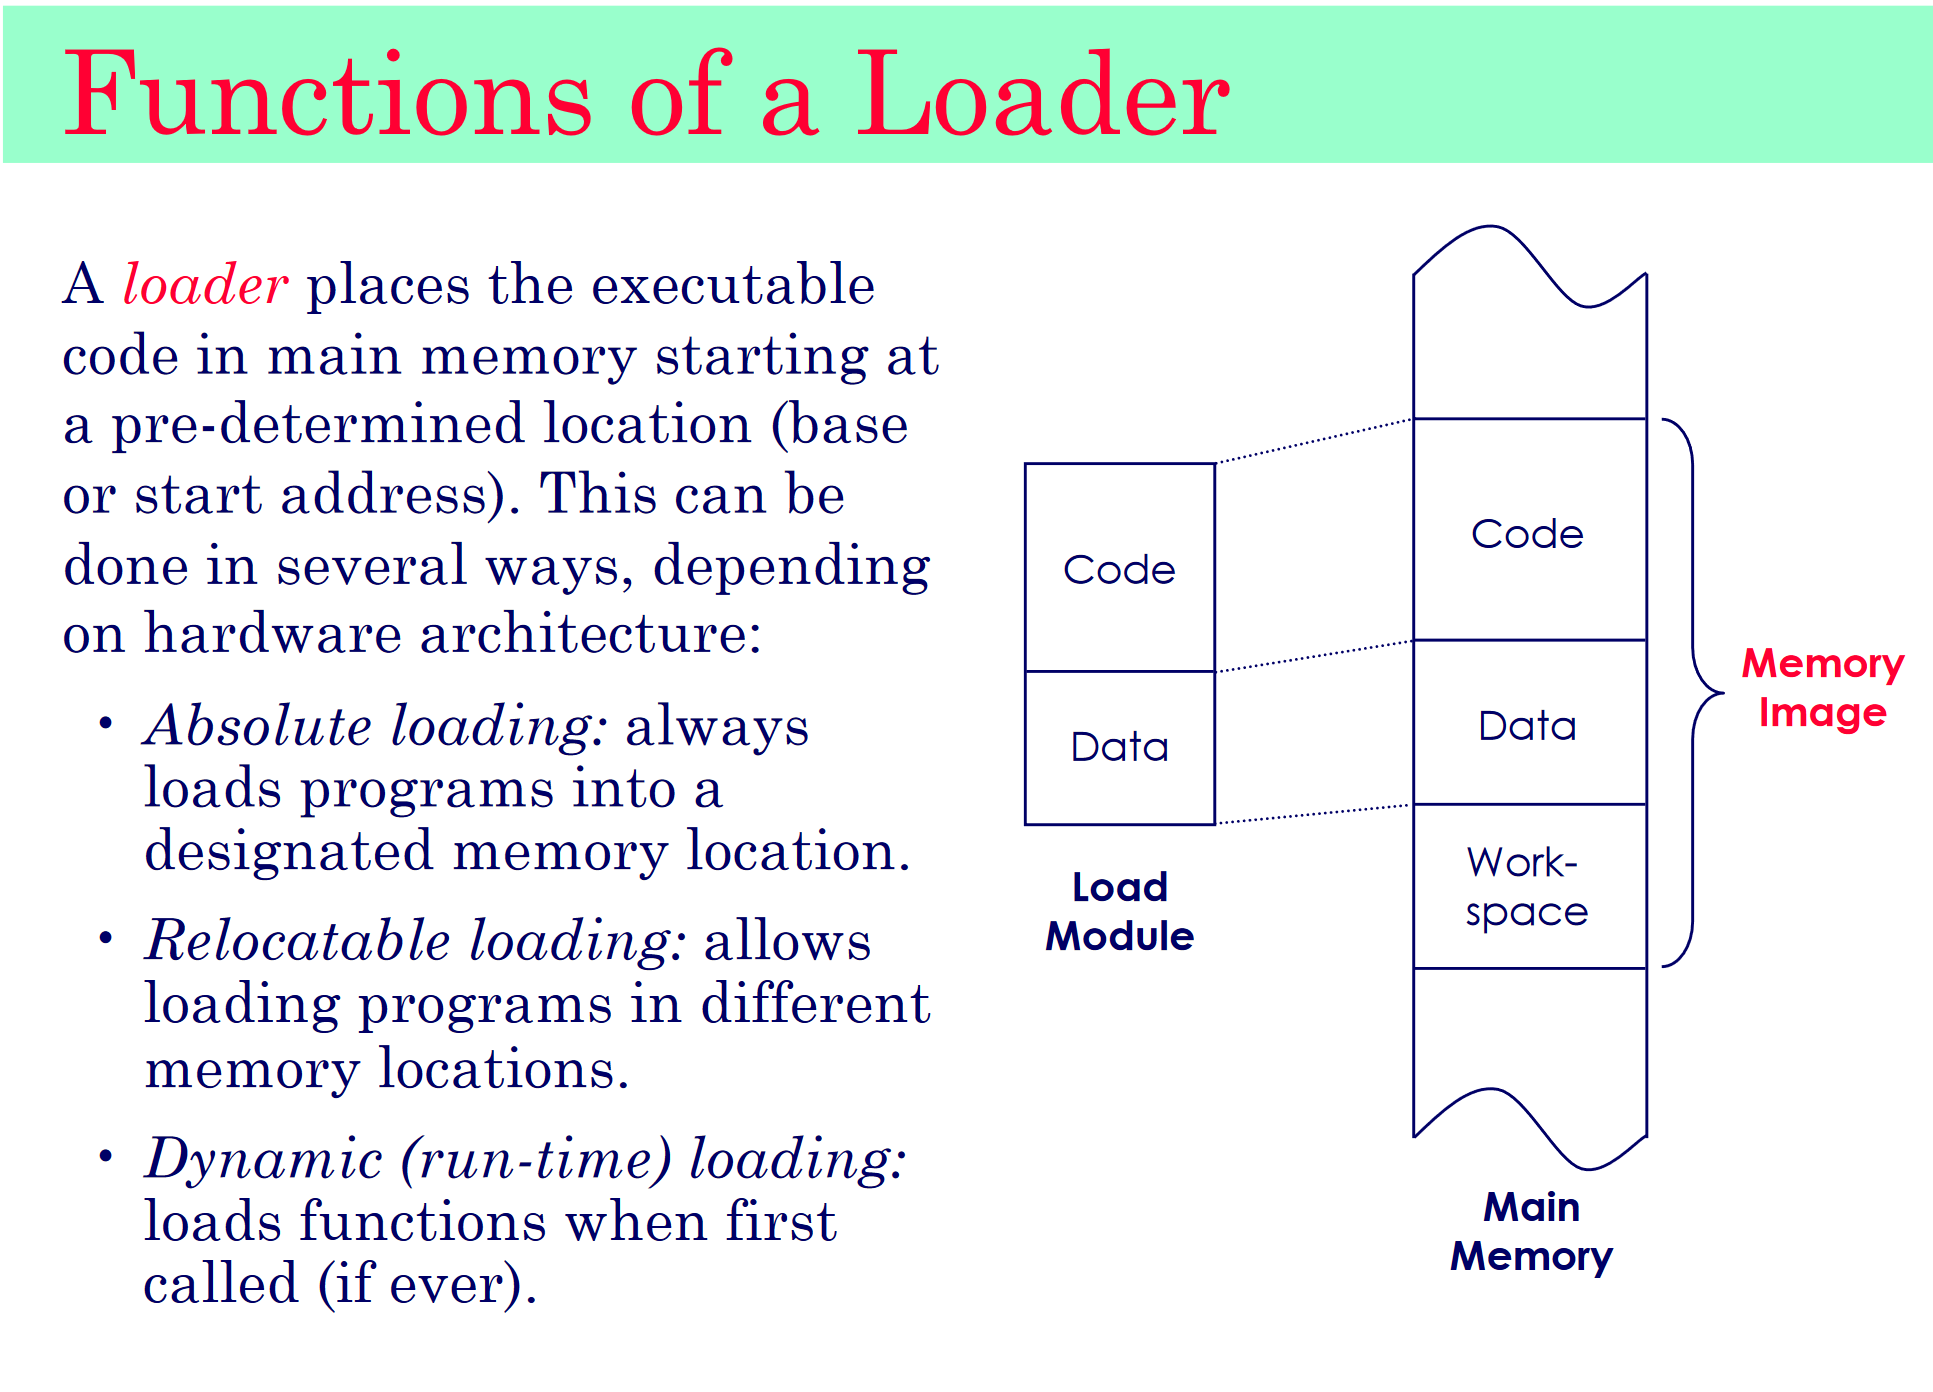 Functions of a Loader
A loader places the executable
code in main memory starting at
a pre-determined location (base
or start address). This can be
done in several ways, depending
on hardware architecture:
• Absolute loading: always
loads programs into a
designated memory location.
• Relocatable loading: allows
loading programs in different
memory locations.
• Dynamic (run-time) loading:
loads functions when first
called (if ever).
Code
Data
Load
Module
Code
Data
Work-
space
Main
Memory
Memory
Image